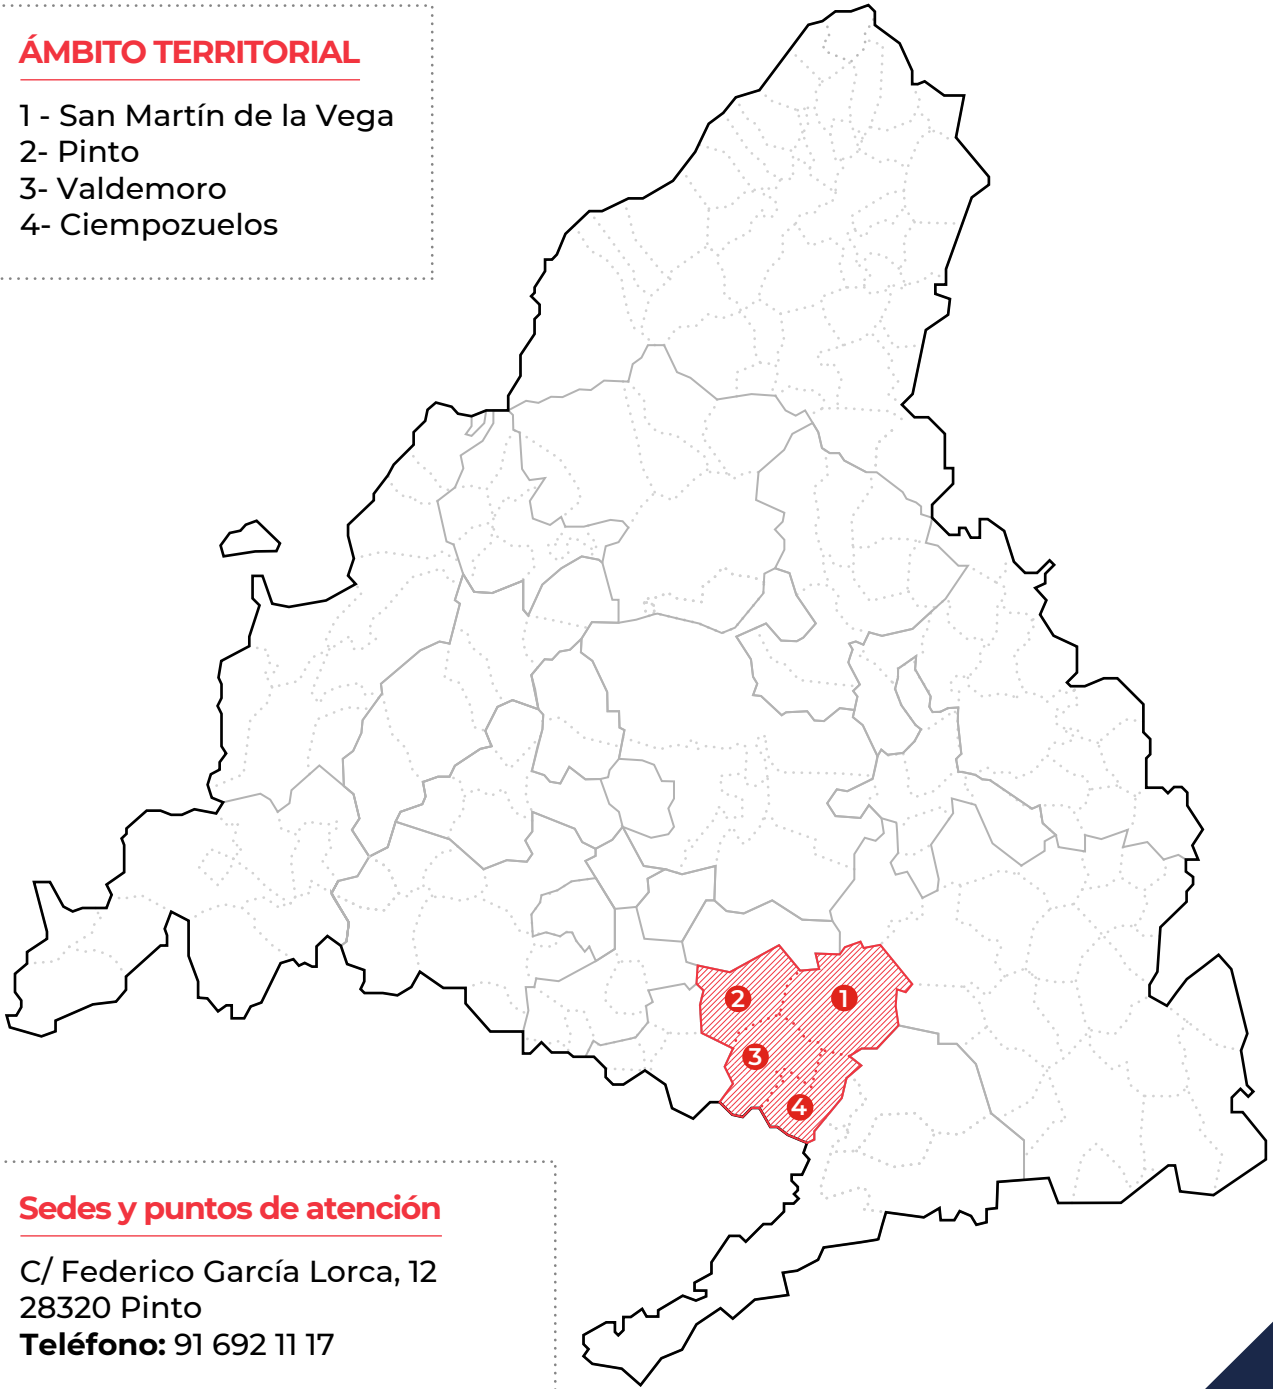 ÁMBITO TERRITORIAL
1 - San Martín de la Vega
2- Pinto
3- Valdemoro
4- Ciempozuelos
2
1
3
4
Sedes y puntos de atención
C/ Federico García Lorca, 12
28320 Pinto
Teléfono: 91 692 11 17